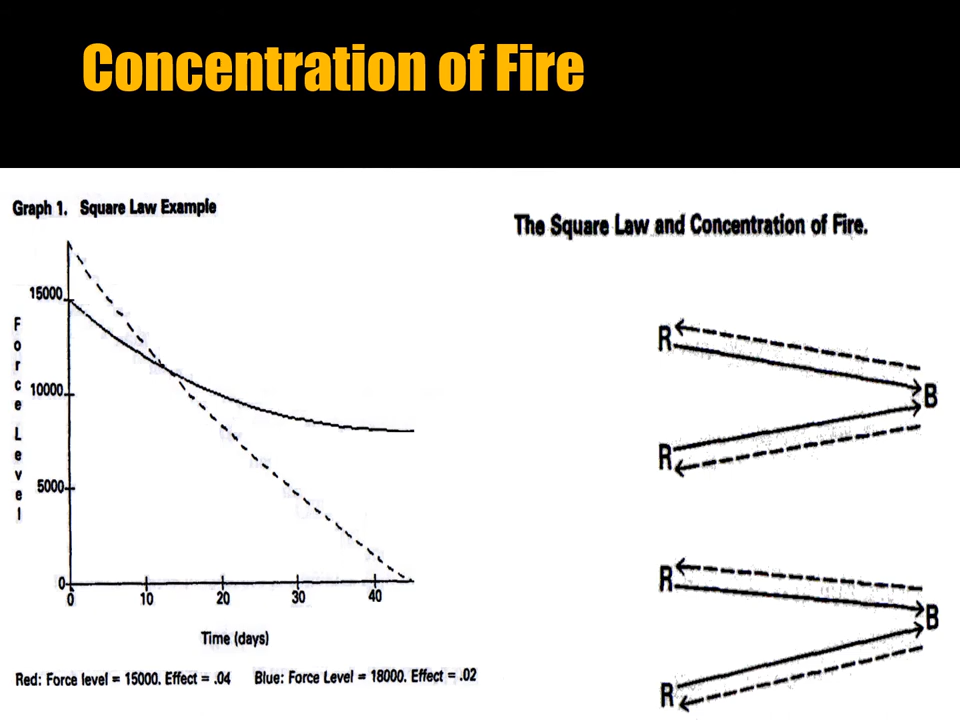 Concentration of Fire
Graph 1. Square Law Example
15000
10000
5000
0
Force Level
0 10 20 30 40
Time (days)
Red: Force level = 15000. Effect = .04 Blue: Force Level = 18000. Effect = .02
The Square Law and Concentration of Fire.
R
B
R
R
B
R